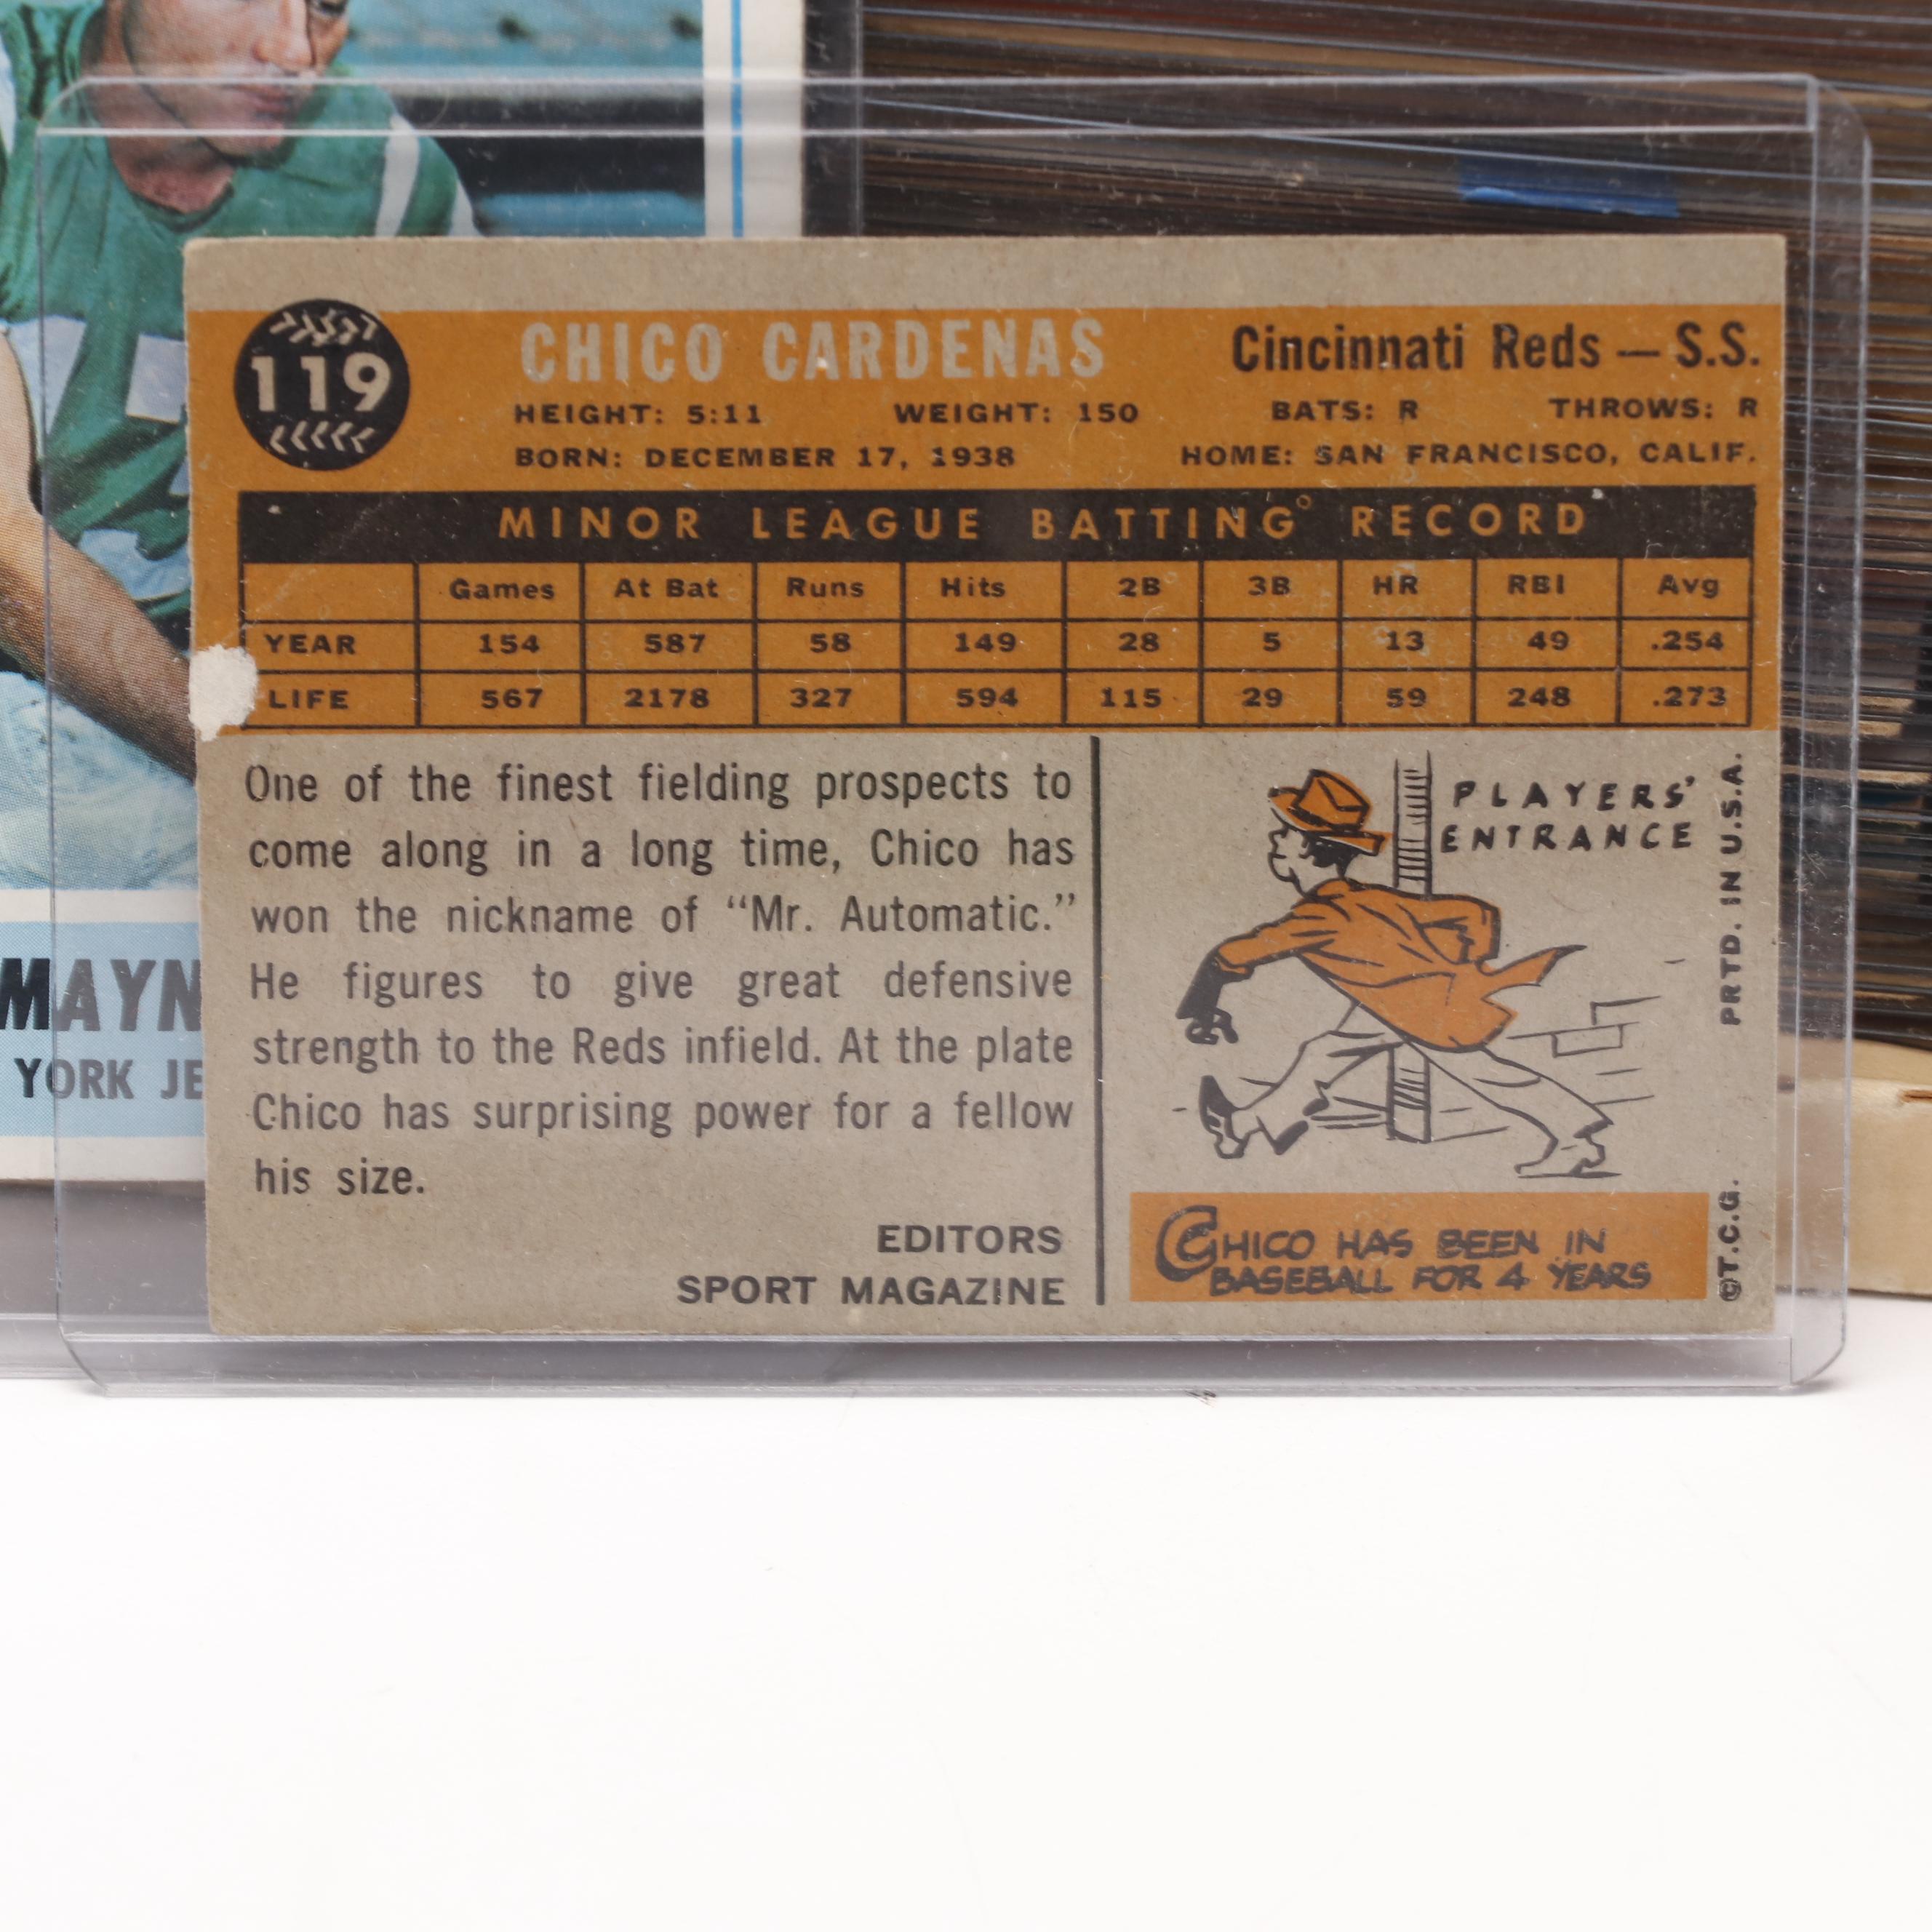 119
CHICO CARDENAS
Cincinnati Reds — S.S.
HEIGHT: 5:11 WEIGHT: 150 BATS: R THROWS: R
BORN: DECEMBER 17, 1938 HOME: SAN FRANCISCO, CALIF.
MINOR LEAGUE BATTING RECORD
Games At Bat Runs Hits 2B 3B HR RBI Avg
YEAR 154 587 58 149 28 5 13 49 .254
LIFE 567 2178 327 594 115 29 59 248 .273
One of the finest fielding prospects to
come along in a long time, Chico has
won the nickname of “Mr. Automatic.”
He figures to give great defensive
strength to the Reds infield. At the plate
Chico has surprising power for a fellow
his size.
EDITORS
SPORT MAGAZINE
PLAYERS'
ENTRANCE
CHICO HAS BEEN IN
BASEBALL FOR 4 YEARS
PRTD. IN U.S.A.
©T.C.G.
MAYN
YORK JE